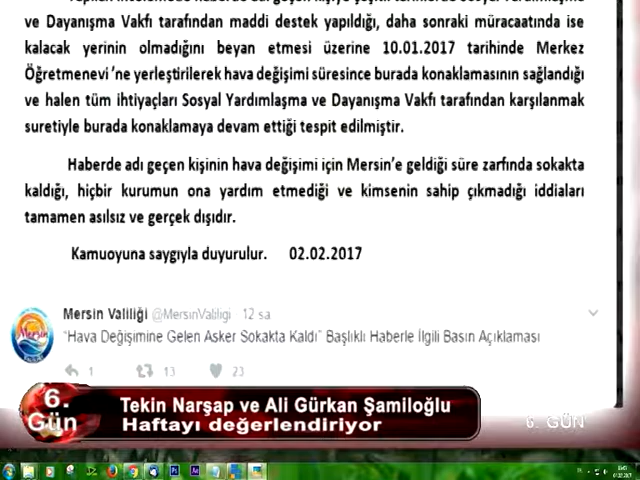 ve Dayanışma Vakfı tarafından maddi destek yapıldığı, daha sonraki müracaatında ise
kalacak yerinin olmadığını beyan etmesi üzerine 10.01.2017 tarihinde Merkez
Öğretmenevi 'ne yerleştirilerek hava değişimi süresince burada konaklamasının sağlandığı
ve halen tüm ihtiyaçları Sosyal Yardımlaşma ve Dayanışma Vakfı tarafından karşılanmak
suretiyle burada konaklamaya devam ettiği tespit edilmiştir.
Haberde adı geçen kişinin hava değişimi için Mersin'e geldiği süre zarfında sokakta
kaldığı, hiçbir kurumun ona yardım etmediği ve kimsenin sahip çıkmadığı iddiaları
tamamen asılsız ve gerçek dışıdır.
Kamuoyuna saygıyla duyurulur. 02.02.2017
Mersin Valiliği @MersinValiligi 12 sa
"Hava Değişimine Gelen Asker Sokakta Kaldı" Başlıklı Haberle İlgili Basın Açıklaması
1 13 23
6. Gün
Tekin Narşap ve Ali Gürkan Şamiloğlu
Haftayı değerlendiriyor
6. GÜN